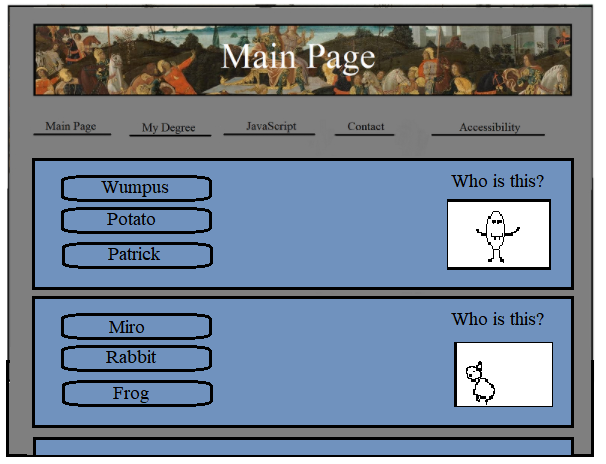 Main Page
Main Page My Degree JavaScript Contact Accessibility
Who is this?
Wumpus
Potato
Patrick
Who is this?
Miro
Rabbit
Frog